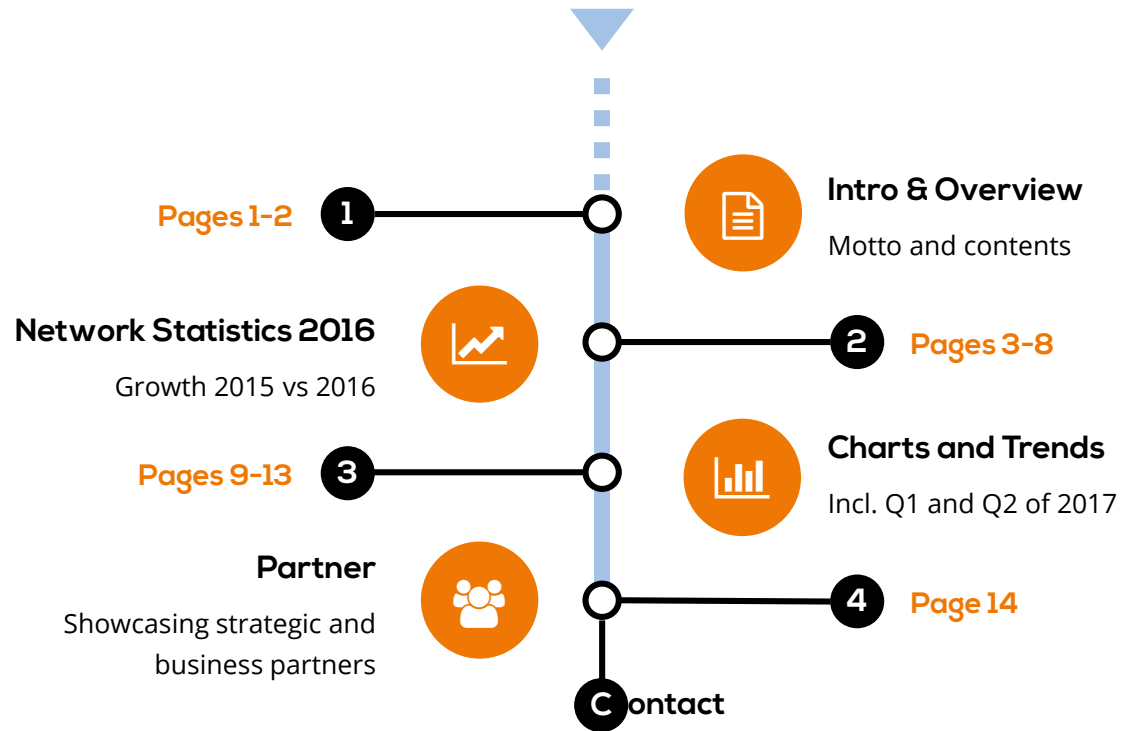 Pages 1-2
1
Intro & Overview
Motto and contents
Network Statistics 2016
Growth 2015 vs 2016
2
Pages 3-8
Pages 9-13
3
Charts and Trends
Incl. Q1 and Q2 of 2017
Partner
Showcasing strategic and
business partners
4
Page 14
Contact